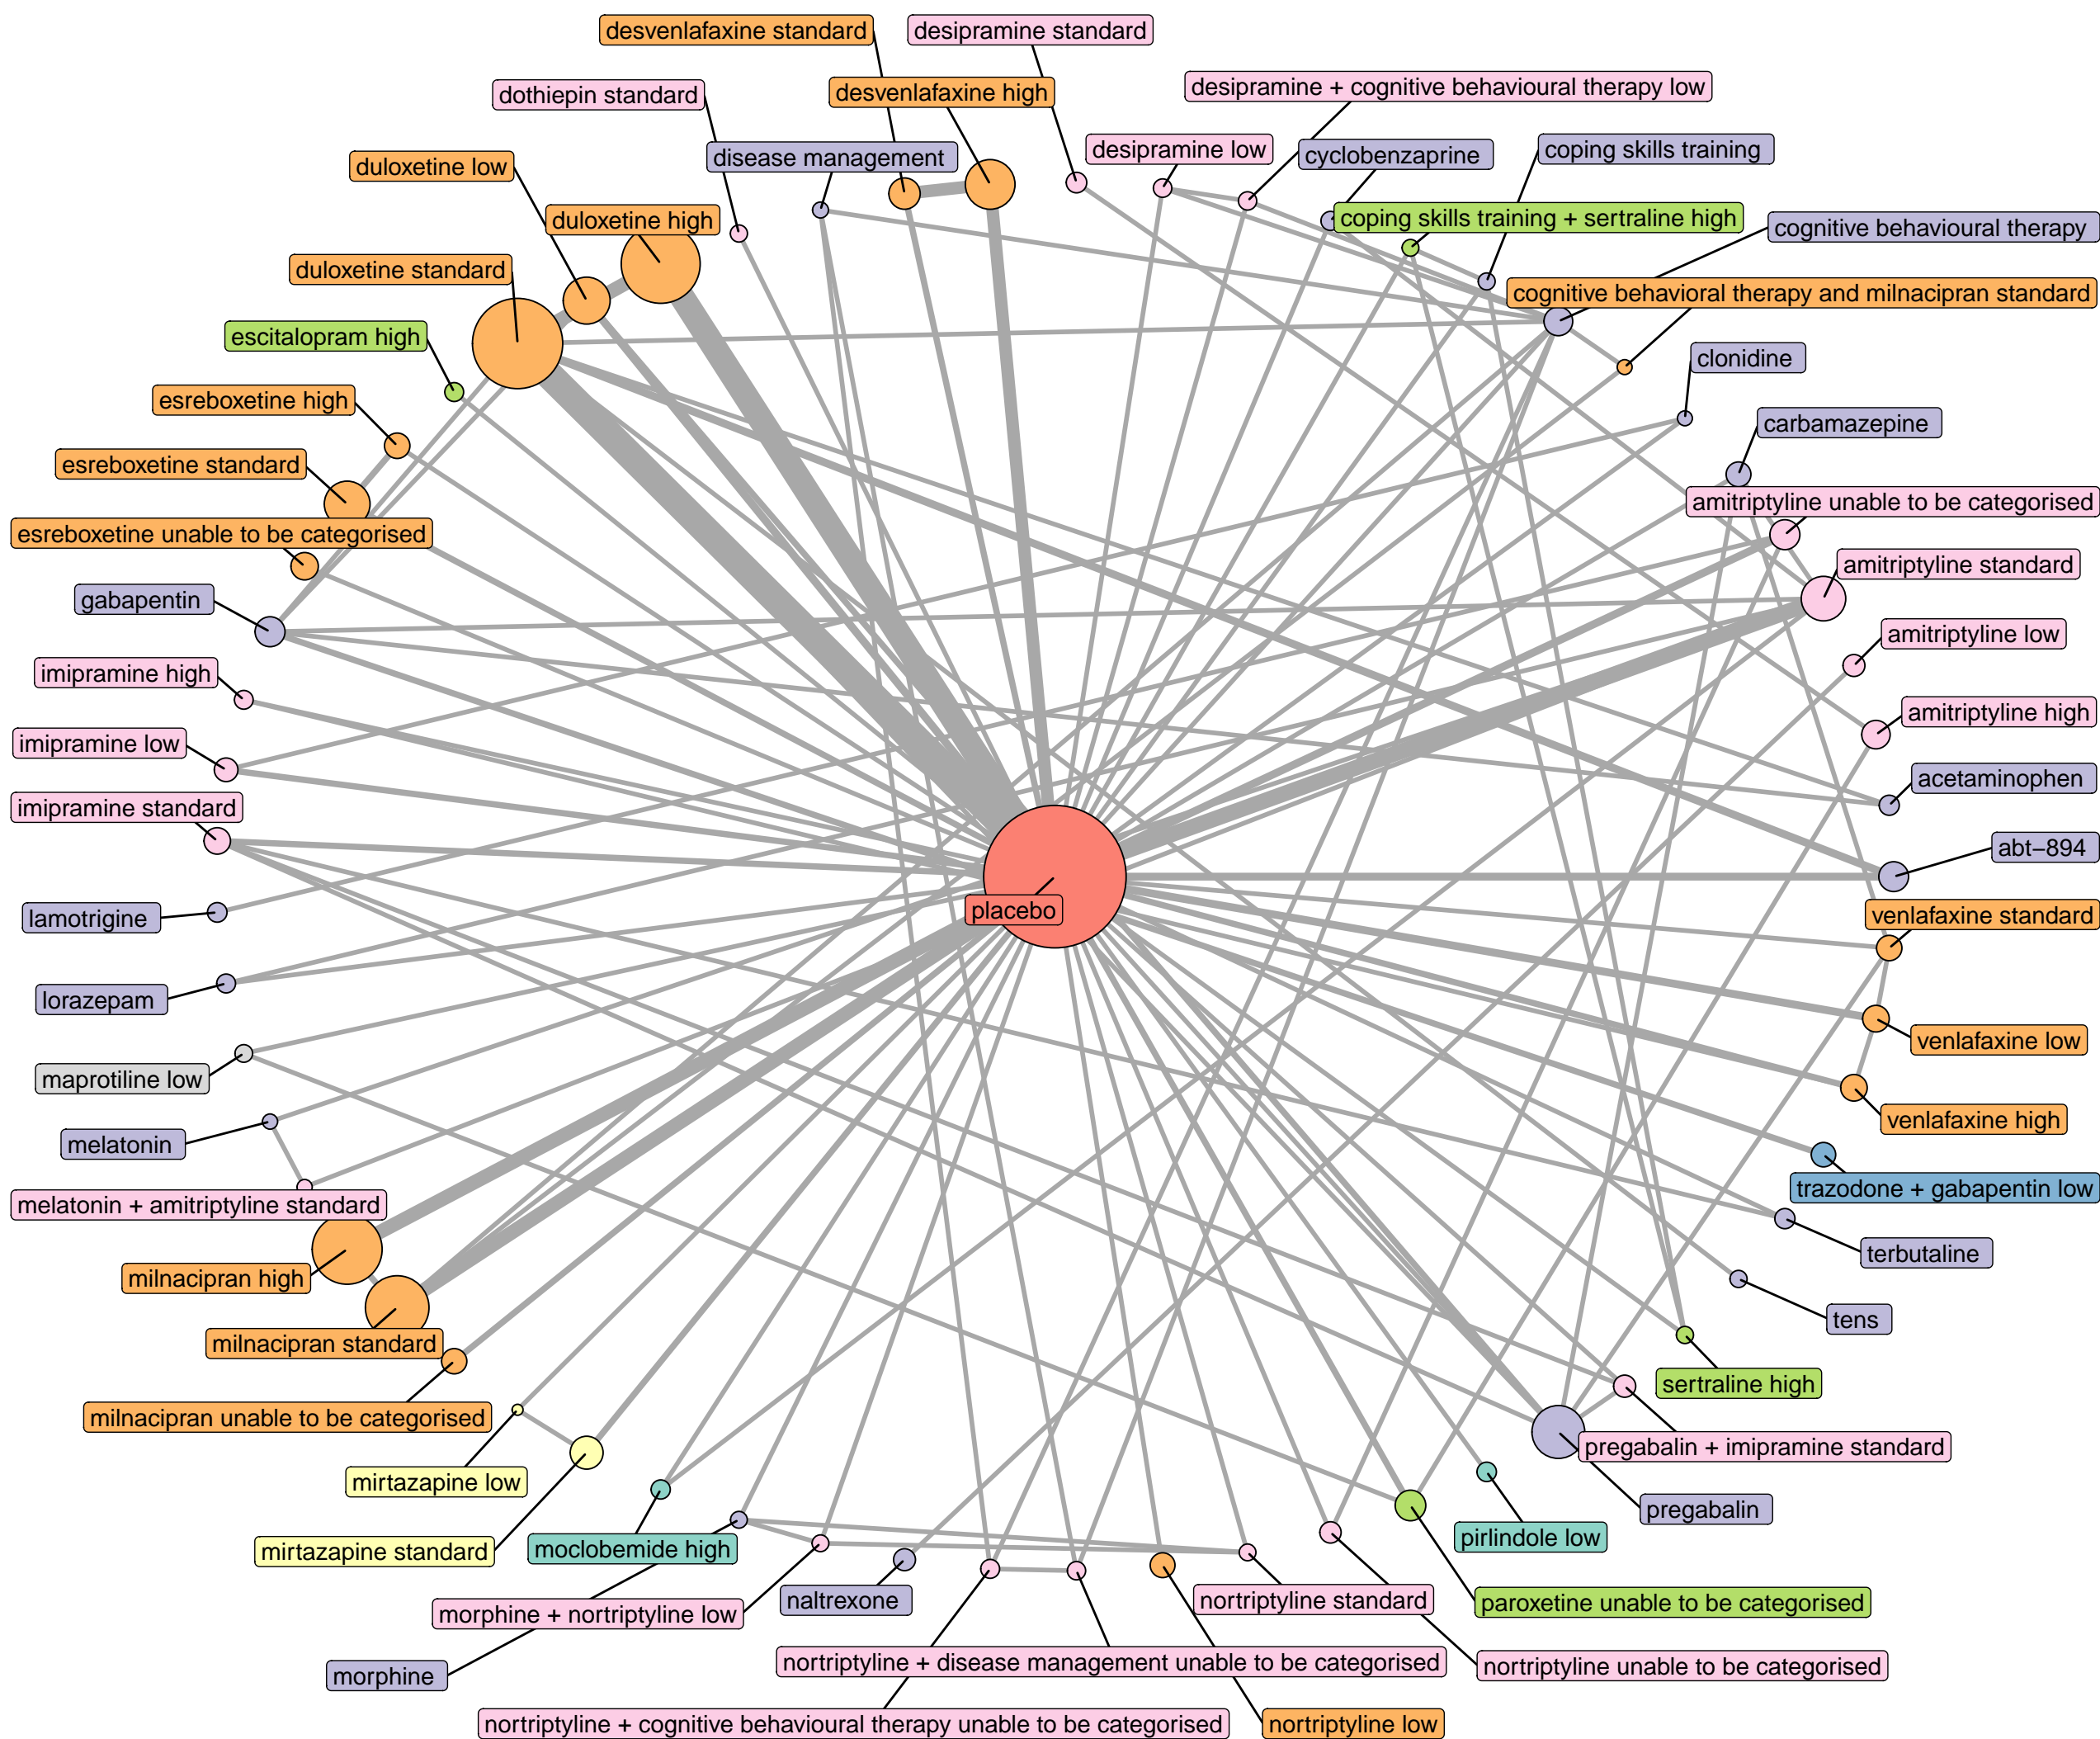 desvenlafaxine standard
desipramine standard
desvenlafaxine high
desipramine + cognitive behavioural therapy low
dothiepin standard
desipramine low
cyclobenzaprine
coping skills training
disease management
duloxetine low
duloxetine high
coping skills training + sertraline high
cognitive behavioural therapy
duloxetine standard
cognitive behavioral therapy and milnacipran standard
escitalopram high
clonidine
esreboxetine high
carbamazepine
esreboxetine standard
amitriptyline unable to be categorised
esreboxetine unable to be categorised
amitriptyline standard
gabapentin
amitriptyline low
imipramine high
amitriptyline high
imipramine low
acetaminophen
imipramine standard
abt−894
placebo
lamotrigine
venlafaxine standard
lorazepam
venlafaxine low
maprotiline low
venlafaxine high
melatonin
trazodone + gabapentin low
melatonin + amitriptyline standard
terbutaline
milnacipran high
tens
milnacipran standard
sertraline high
milnacipran unable to be categorised
pregabalin + imipramine standard
mirtazapine low
pregabalin
mirtazapine standard
moclobemide high
pirlindole low
naltrexone
nortriptyline standard
paroxetine unable to be categorised
morphine + nortriptyline low
nortriptyline + disease management unable to be categorised
nortriptyline unable to be categorised
morphine
nortriptyline + cognitive behavioural therapy unable to be categorised
nortriptyline low